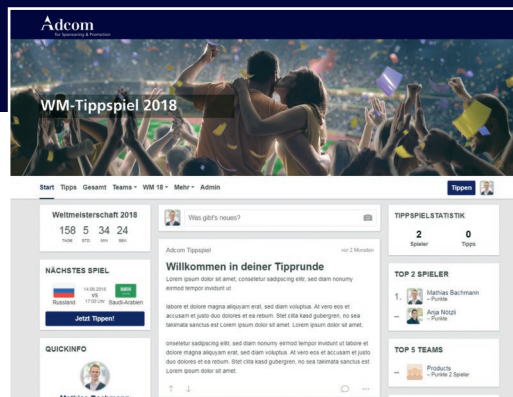 Adcom
for Sponsoring & Promotion
WM-Tippspiel 2018
Start Tipps Gesamt Teams WM 18 Mehr Admin
Tippen
Weltmeisterschaft 2018
158 5 34 24
TAGE STD. MIN SEK
NÄCHSTES SPIEL
14.06.2018
VS
17:00 Uhr
Russland Saudi-Arabien
Jetzt Tippen!
QUICKINFO
Mathias Bachmann
Was gibt's neues?
Adcom Tippspiel vor 2 Monaten
Willkommen in deiner Tipprunde
Lorem ipsum dolor sit amet, consetetur sadipscing elitr, sed diam nonumy
eirmod tempor invidunt ut
labore et dolore magna aliquyam erat, sed diam voluptua. At vero eos et
accusam et justo duo dolores et ea rebum. Stet clita kasd gubergren, no sea
takimata sanctus est Lorem ipsum dolor sit amet. Lorem ipsum dolor sit amet,
onsetetur sadipscing elitr, sed diam nonumy eirmod tempor invidunt ut labore et
dolore magna aliquyam erat, sed diam voluptua. At vero eos et accusam et justo
duo dolores et ea rebum. Stet clita kasd gubergren, no sea takimata sanctus est
Lorem ipsum dolor sit amet.
TIPPSPIELSTATISTIK
2 0
Spieler Tipps
TOP 2 SPIELER
1. Mathias Bachmann
– Punkte
– Anja Nötzli
– Punkte
TOP 5 TEAMS
– Products
– Punkte 2 Spieler